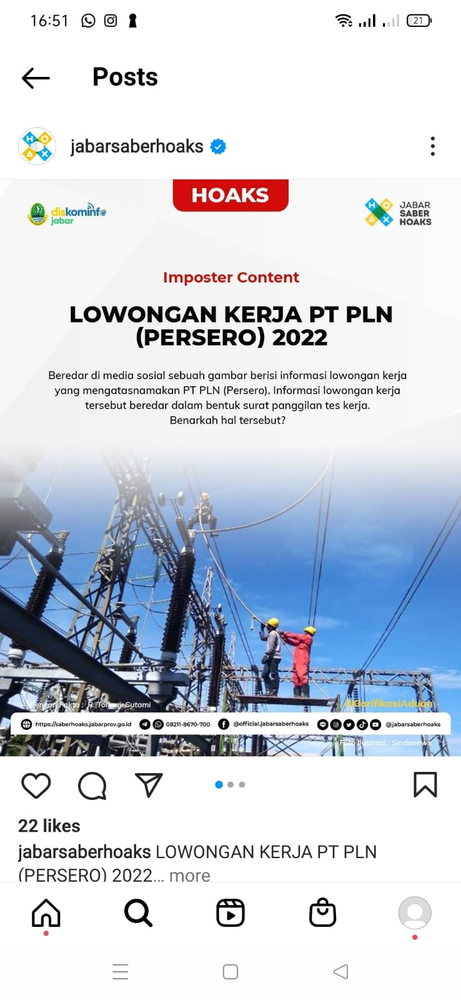 16:51
21
Posts
jabarsaberhoaks
HOAKS
diskominfo
jabar
H O A X
JABAR
SABER
HOAKS
Imposter Content
LOWONGAN KERJA PT PLN
(PERSERO) 2022
Beredar di media sosial sebuah gambar berisi informasi lowongan kerja
yang mengatasnamakan PT PLN (Persero). Informasi lowongan kerja
tersebut beredar dalam bentuk surat panggilan tes kerja.
Benarkah hal tersebut?
Pencari Fakta : R. Tommy Sutami
#KlarifikasiAduan
https://saberhoaks.jabarprov.go.id
08211-8670-700
@official.jabarsaberhoaks
@jabarsaberhoaks
Foto Ilustrasi : Sindonews
22 likes
jabarsaberhoaks LOWONGAN KERJA PT PLN
(PERSERO) 2022... more